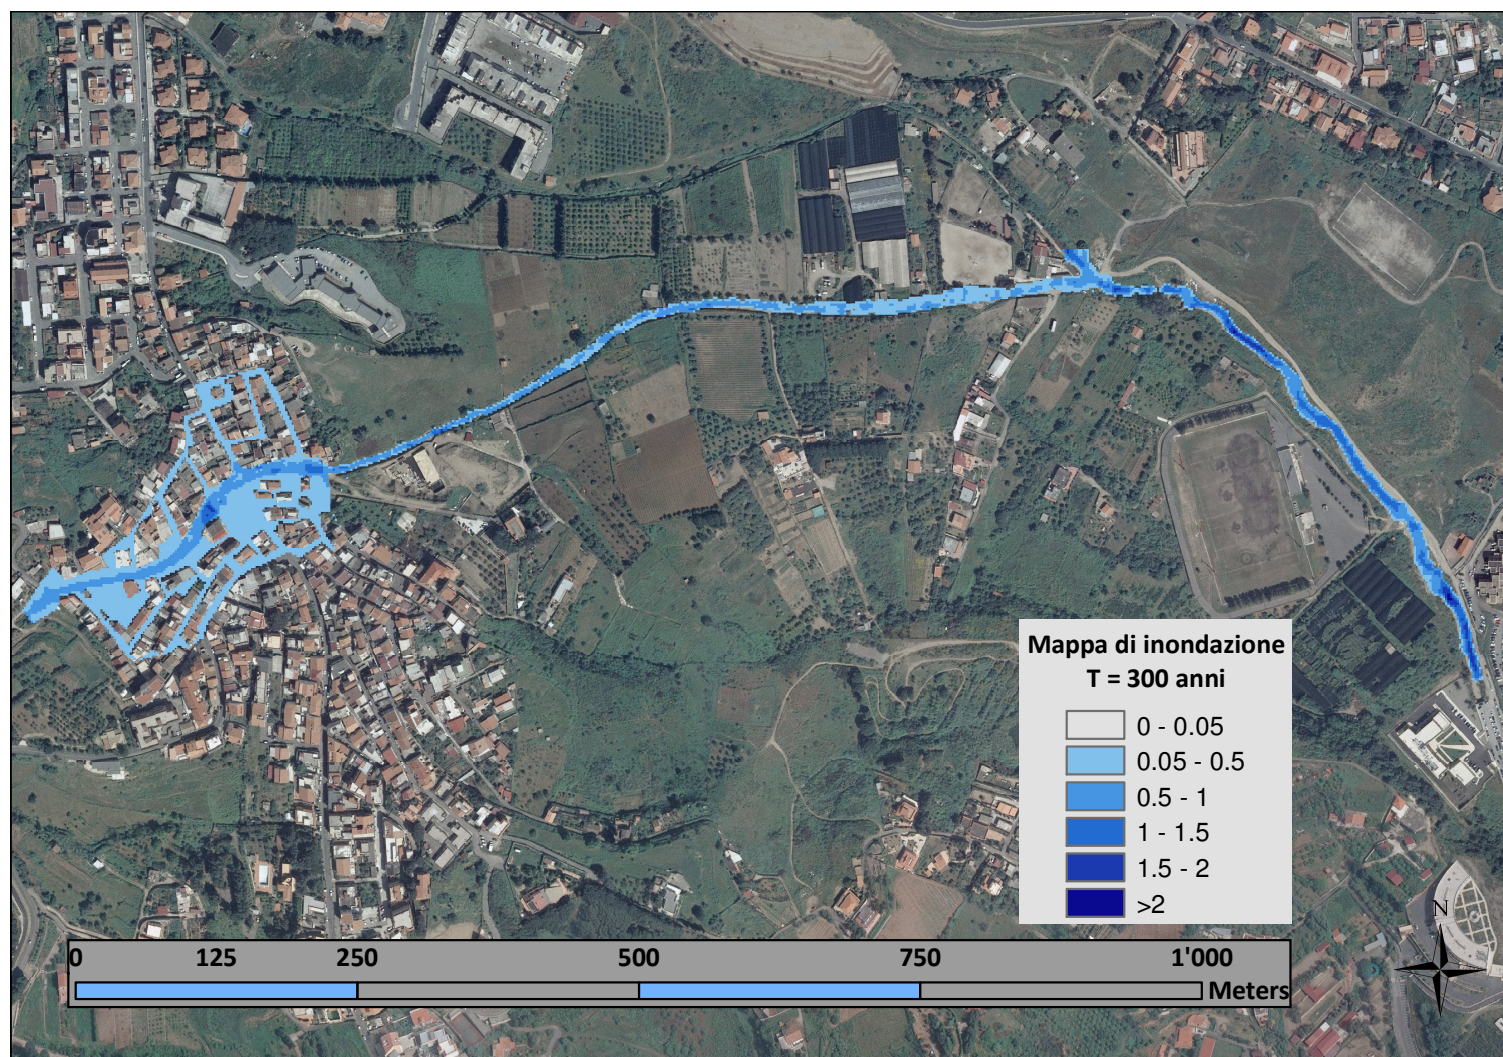 Mappa di inondazione
T = 300 anni
0 - 0.05
0.05 - 0.5
0.5 - 1
1 - 1.5
1.5 - 2
>2
N
0 125 250 500 750 1'000
Meters